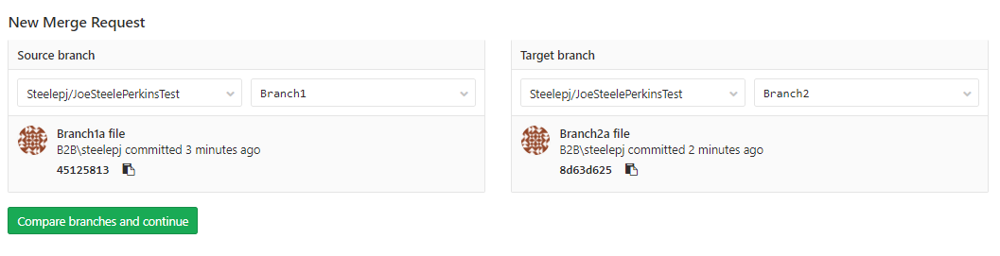 New Merge Request
Source branch
Target branch
Steelepj/JoeSteelePerkinsTest
Branch1
Steelepj/JoeSteelePerkinsTest
Branch2
Branch1a file
B2B\steelepj committed 3 minutes ago
45125813
Branch2a file
B2B\steelepj committed 2 minutes ago
8d63d625
Compare branches and continue